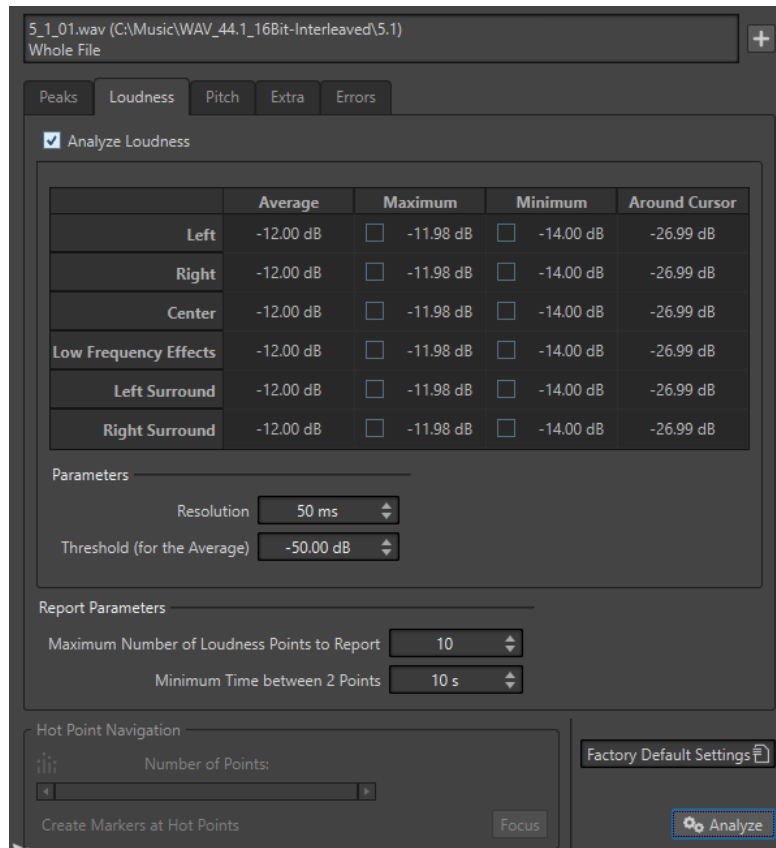 5_1_01.wav (C:\Music\WAV_44.1_16Bit-Interleaved\5.1)
Whole File
Peaks Loudness Pitch Extra Errors
Analyze Loudness
Average Maximum Minimum Around Cursor
Left -12.00 dB -11.98 dB -14.00 dB -26.99 dB
Right -12.00 dB -11.98 dB -14.00 dB -26.99 dB
Center -12.00 dB -11.98 dB -14.00 dB -26.99 dB
Low Frequency Effects -12.00 dB -11.98 dB -14.00 dB -26.99 dB
Left Surround -12.00 dB -11.98 dB -14.00 dB -26.99 dB
Right Surround -12.00 dB -11.98 dB -14.00 dB -26.99 dB
Parameters
Resolution 50 ms
Threshold (for the Average) -50.00 dB
Report Parameters
Maximum Number of Loudness Points to Report 10
Minimum Time between 2 Points 10 s
Hot Point Navigation
Number of Points:
Factory Default Settings
Create Markers at Hot Points Focus Analyze